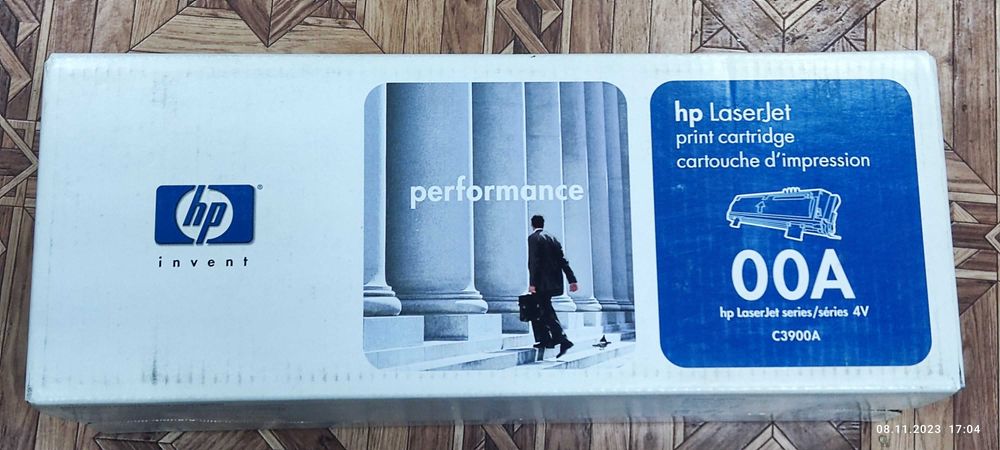 hp®
invent
performance
hp LaserJet
print cartridge
cartouche d'impression
00A
hp LaserJet series/séries 4V
C3900A
08.11.2023 17:04